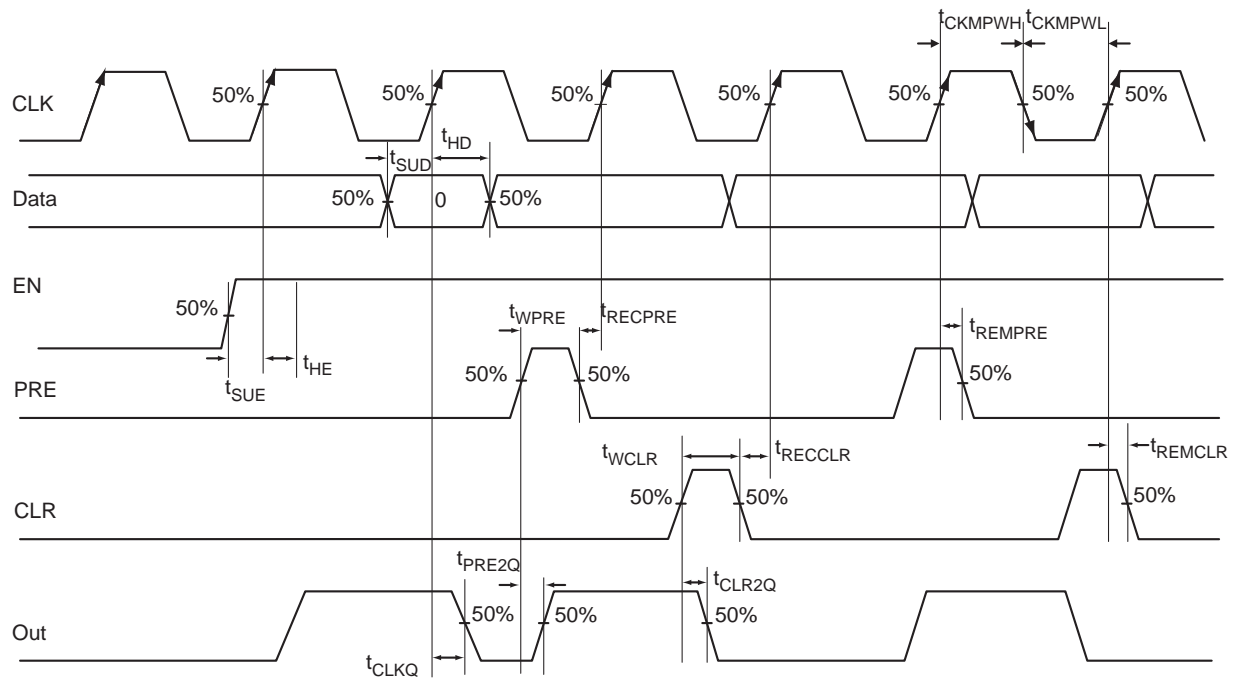 tCKMPWH tCKMPWL
CLK 50% 50% 50% 50% 50% 50% 50%
tSUD tHD
Data 50% 0 50%
EN
50% tWPRE tRECPRE tREMPRE
tSUE tHE
PRE 50% 50% 50%
tWCLR tRECCLR tREMCLR
CLR 50% 50% 50%
tPRE2Q tCLR2Q
Out 50% 50% 50%
tCLKQ